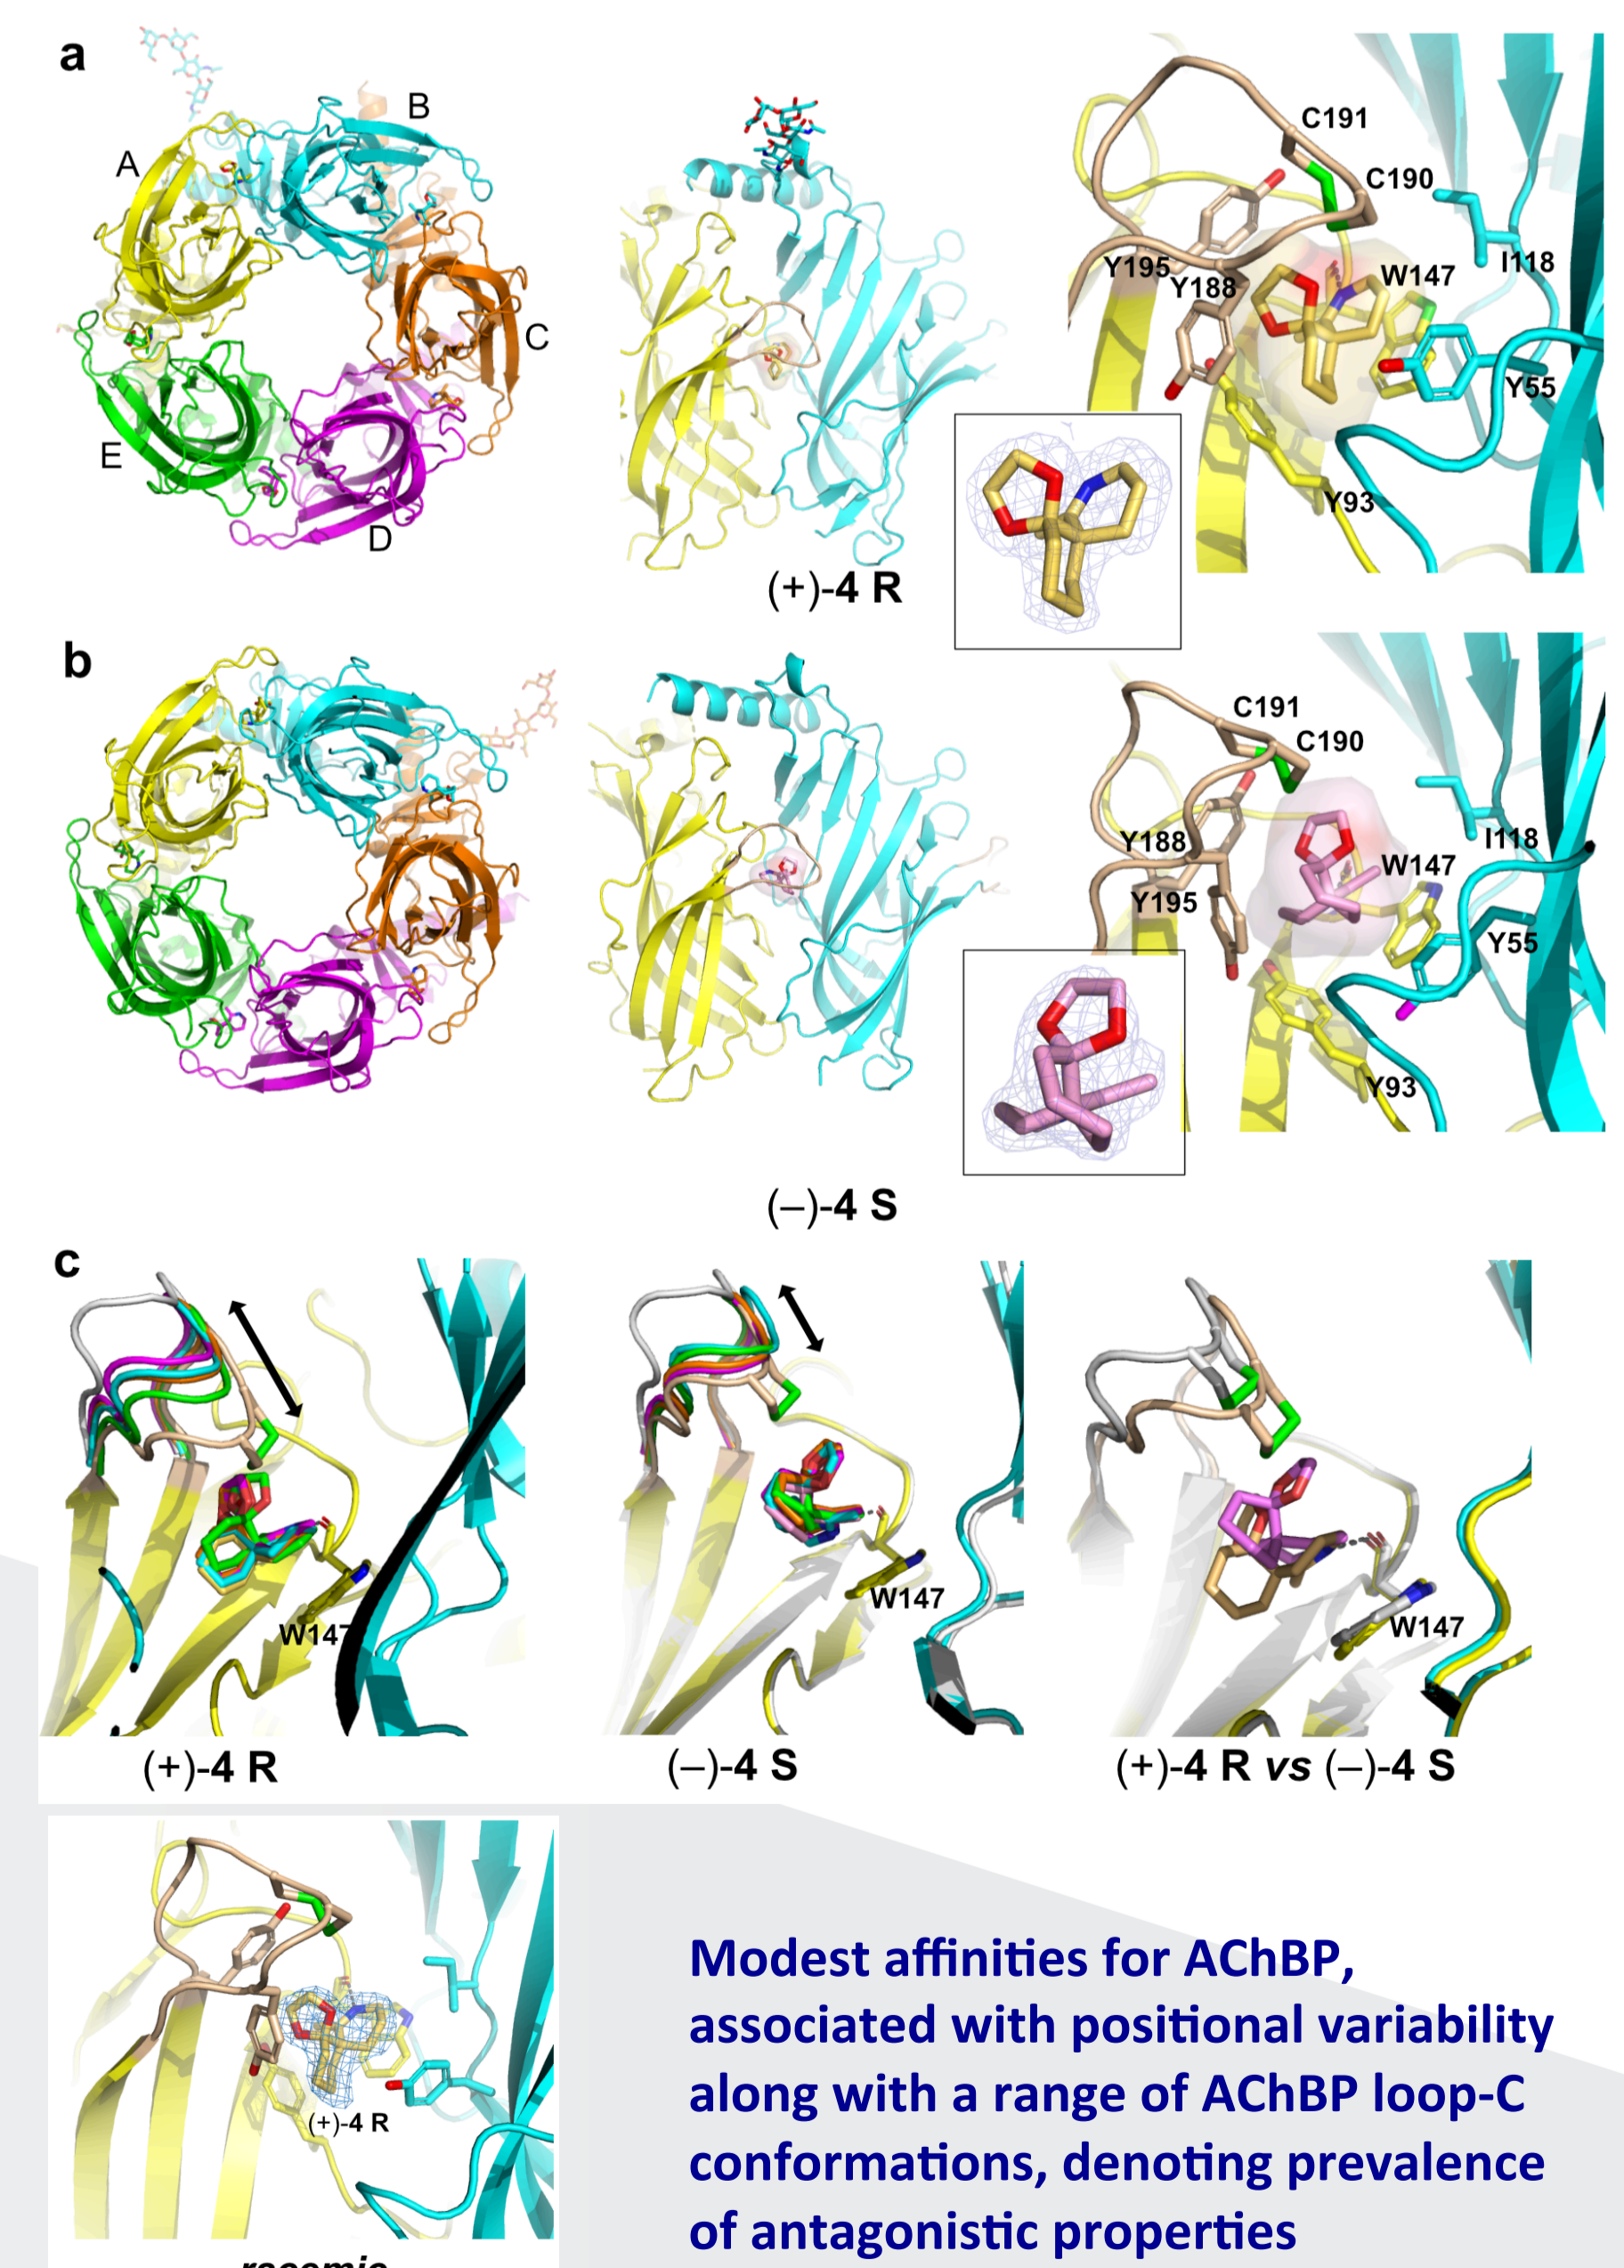 a
A
B
C
D
E
C191
C190
I118
Y195
Y188
W147
Y55
Y93
(+)-4 R
b
C191
C190
I118
Y188
W147
Y195
Y55
Y93
(–)-4 S
c
W147
W147
W147
(+)-4 R
(–)-4 S
(+)-4 R vs (–)-4 S
(+)-4 R
racemic
Modest affinities for AChBP,
associated with positional variability
along with a range of AChBP loop-C
conformations, denoting prevalence
of antagonistic properties